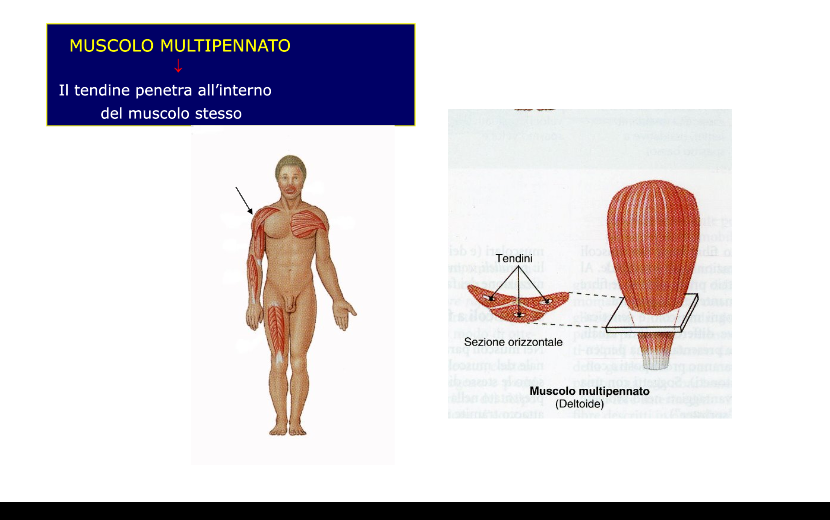 MUSCOLO MULTIPENNATO
↓
Il tendine penetra all'interno
del muscolo stesso
Tendini
Sezione orizzontale
Muscolo multipennato
(Deltoide)